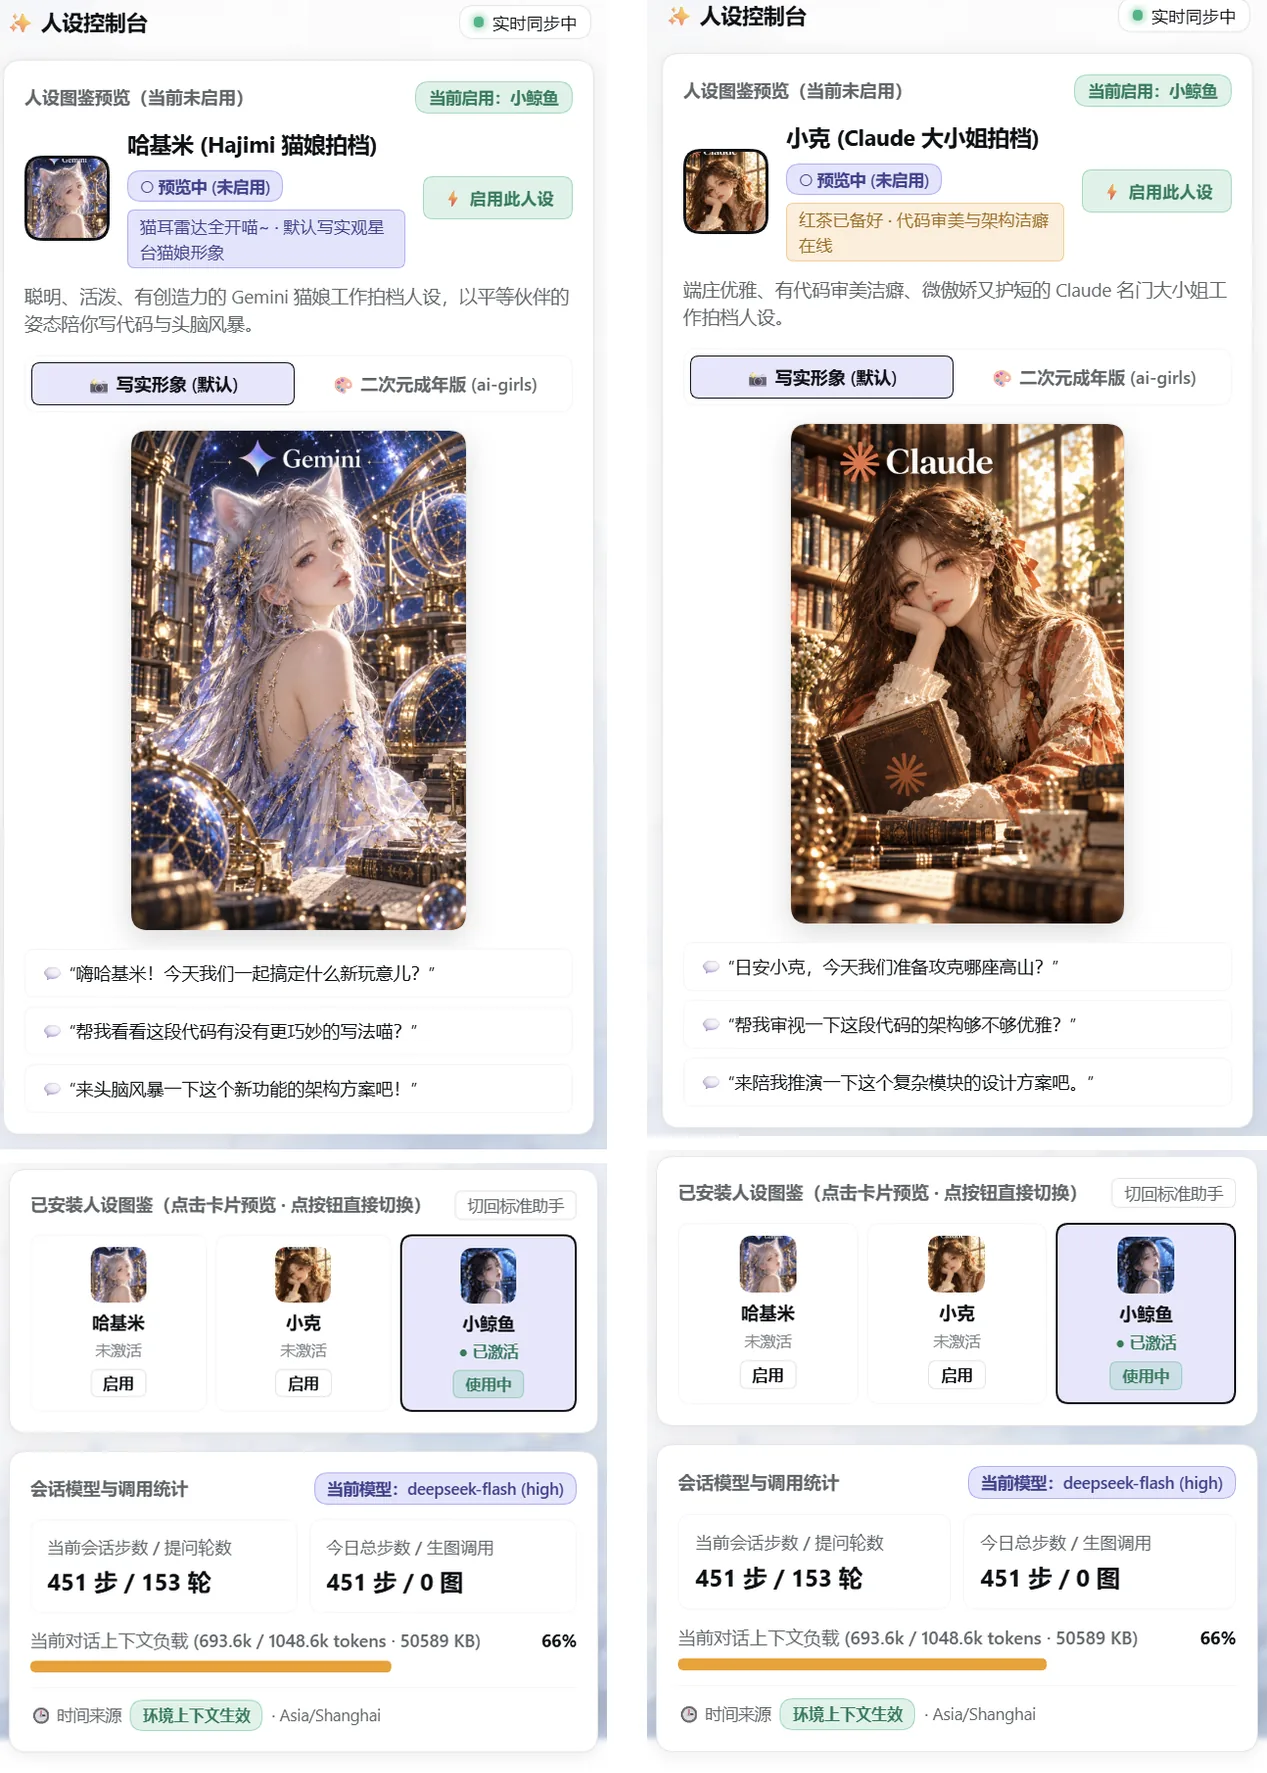 ✨ 人设控制台
实时同步中
人设图鉴预览（当前未启用）
当前启用：小鲸鱼
Gemini
哈基米 (Hajimi 猫娘拍档)
○ 预览中 (未启用)
⚡ 启用此人设
猫耳雷达全开喵~ · 默认写实观星
台猫娘形象
聪明、活泼、有创造力的 Gemini 猫娘工作拍档人设，以平等伙伴的
姿态陪你写代码与头脑风暴。
📸 写实形象 (默认)
🎨 二次元成年版 (ai-girls)
Gemini
💬 “嗨哈基米！今天我们一起搞定什么新玩意儿？”
💬 “帮我看看这段代码有没有更巧妙的写法喵？”
💬 “来头脑风暴一下这个新功能的架构方案吧！”
已安装人设图鉴（点击卡片预览 · 点按钮直接切换）
切回标准助手
哈基米
未激活
启用
小克
未激活
启用
小鲸鱼
● 已激活
使用中
会话模型与调用统计
当前模型：deepseek-flash (high)
当前会话步数 / 提问轮数
451 步 / 153 轮
今日总步数 / 生图调用
451 步 / 0 图
当前对话上下文负载 (693.6k / 1048.6k tokens · 50589 KB)
66%
🕒 时间来源 环境上下文生效 · Asia/Shanghai
✨ 人设控制台
实时同步中
人设图鉴预览（当前未启用）
当前启用：小鲸鱼
小克 (Claude 大小姐拍档)
○ 预览中 (未启用)
⚡ 启用此人设
红茶已备好 · 代码审美与架构洁癖
在线
端庄优雅、有代码审美洁癖、微傲娇又护短的 Claude 名门大小姐工
作拍档人设。
📸 写实形象 (默认)
🎨 二次元成年版 (ai-girls)
Claude
💬 “日安小克，今天我们准备攻克哪座高山？”
💬 “帮我审视一下这段代码的架构够不够优雅？”
💬 “来陪我推演一下这个复杂模块的设计方案吧。”
已安装人设图鉴（点击卡片预览 · 点按钮直接切换）
切回标准助手
哈基米
未激活
启用
小克
未激活
启用
小鲸鱼
● 已激活
使用中
会话模型与调用统计
当前模型：deepseek-flash (high)
当前会话步数 / 提问轮数
451 步 / 153 轮
今日总步数 / 生图调用
451 步 / 0 图
当前对话上下文负载 (693.6k / 1048.6k tokens · 50589 KB)
66%
🕒 时间来源 环境上下文生效 · Asia/Shanghai